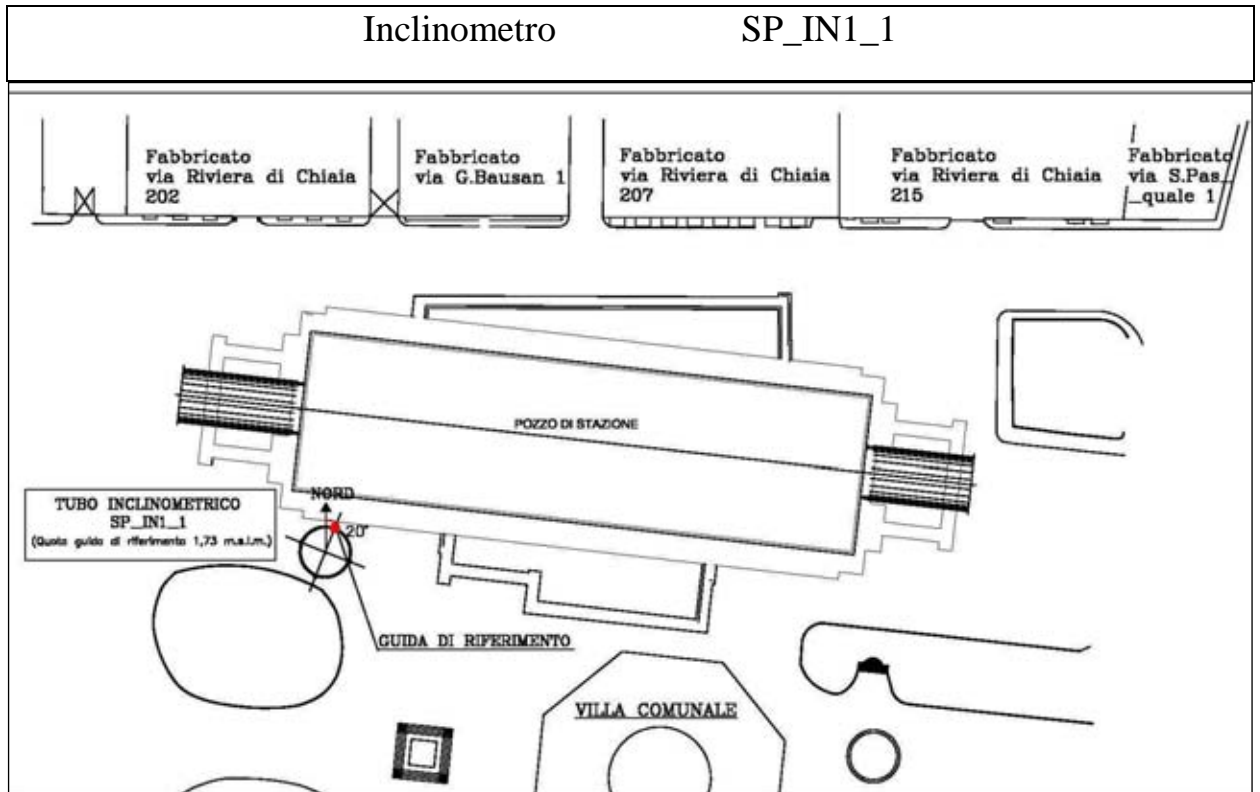 Inclinometro SP_IN1_1
Fabbricato
via Riviera di Chiaia
202
Fabbricato
via G.Bausan 1
Fabbricato
via Riviera di Chiaia
207
Fabbricato
via Riviera di Chiaia
215
Fabbricato
via S.Pas_
_quale 1
POZZO DI STAZIONE
TUBO INCLINOMETRICO
SP_IN1_1
(Quota guida di riferimento 1,73 m.s.l.m.)
NORD
20°
GUIDA DI RIFERIMENTO
VILLA COMUNALE